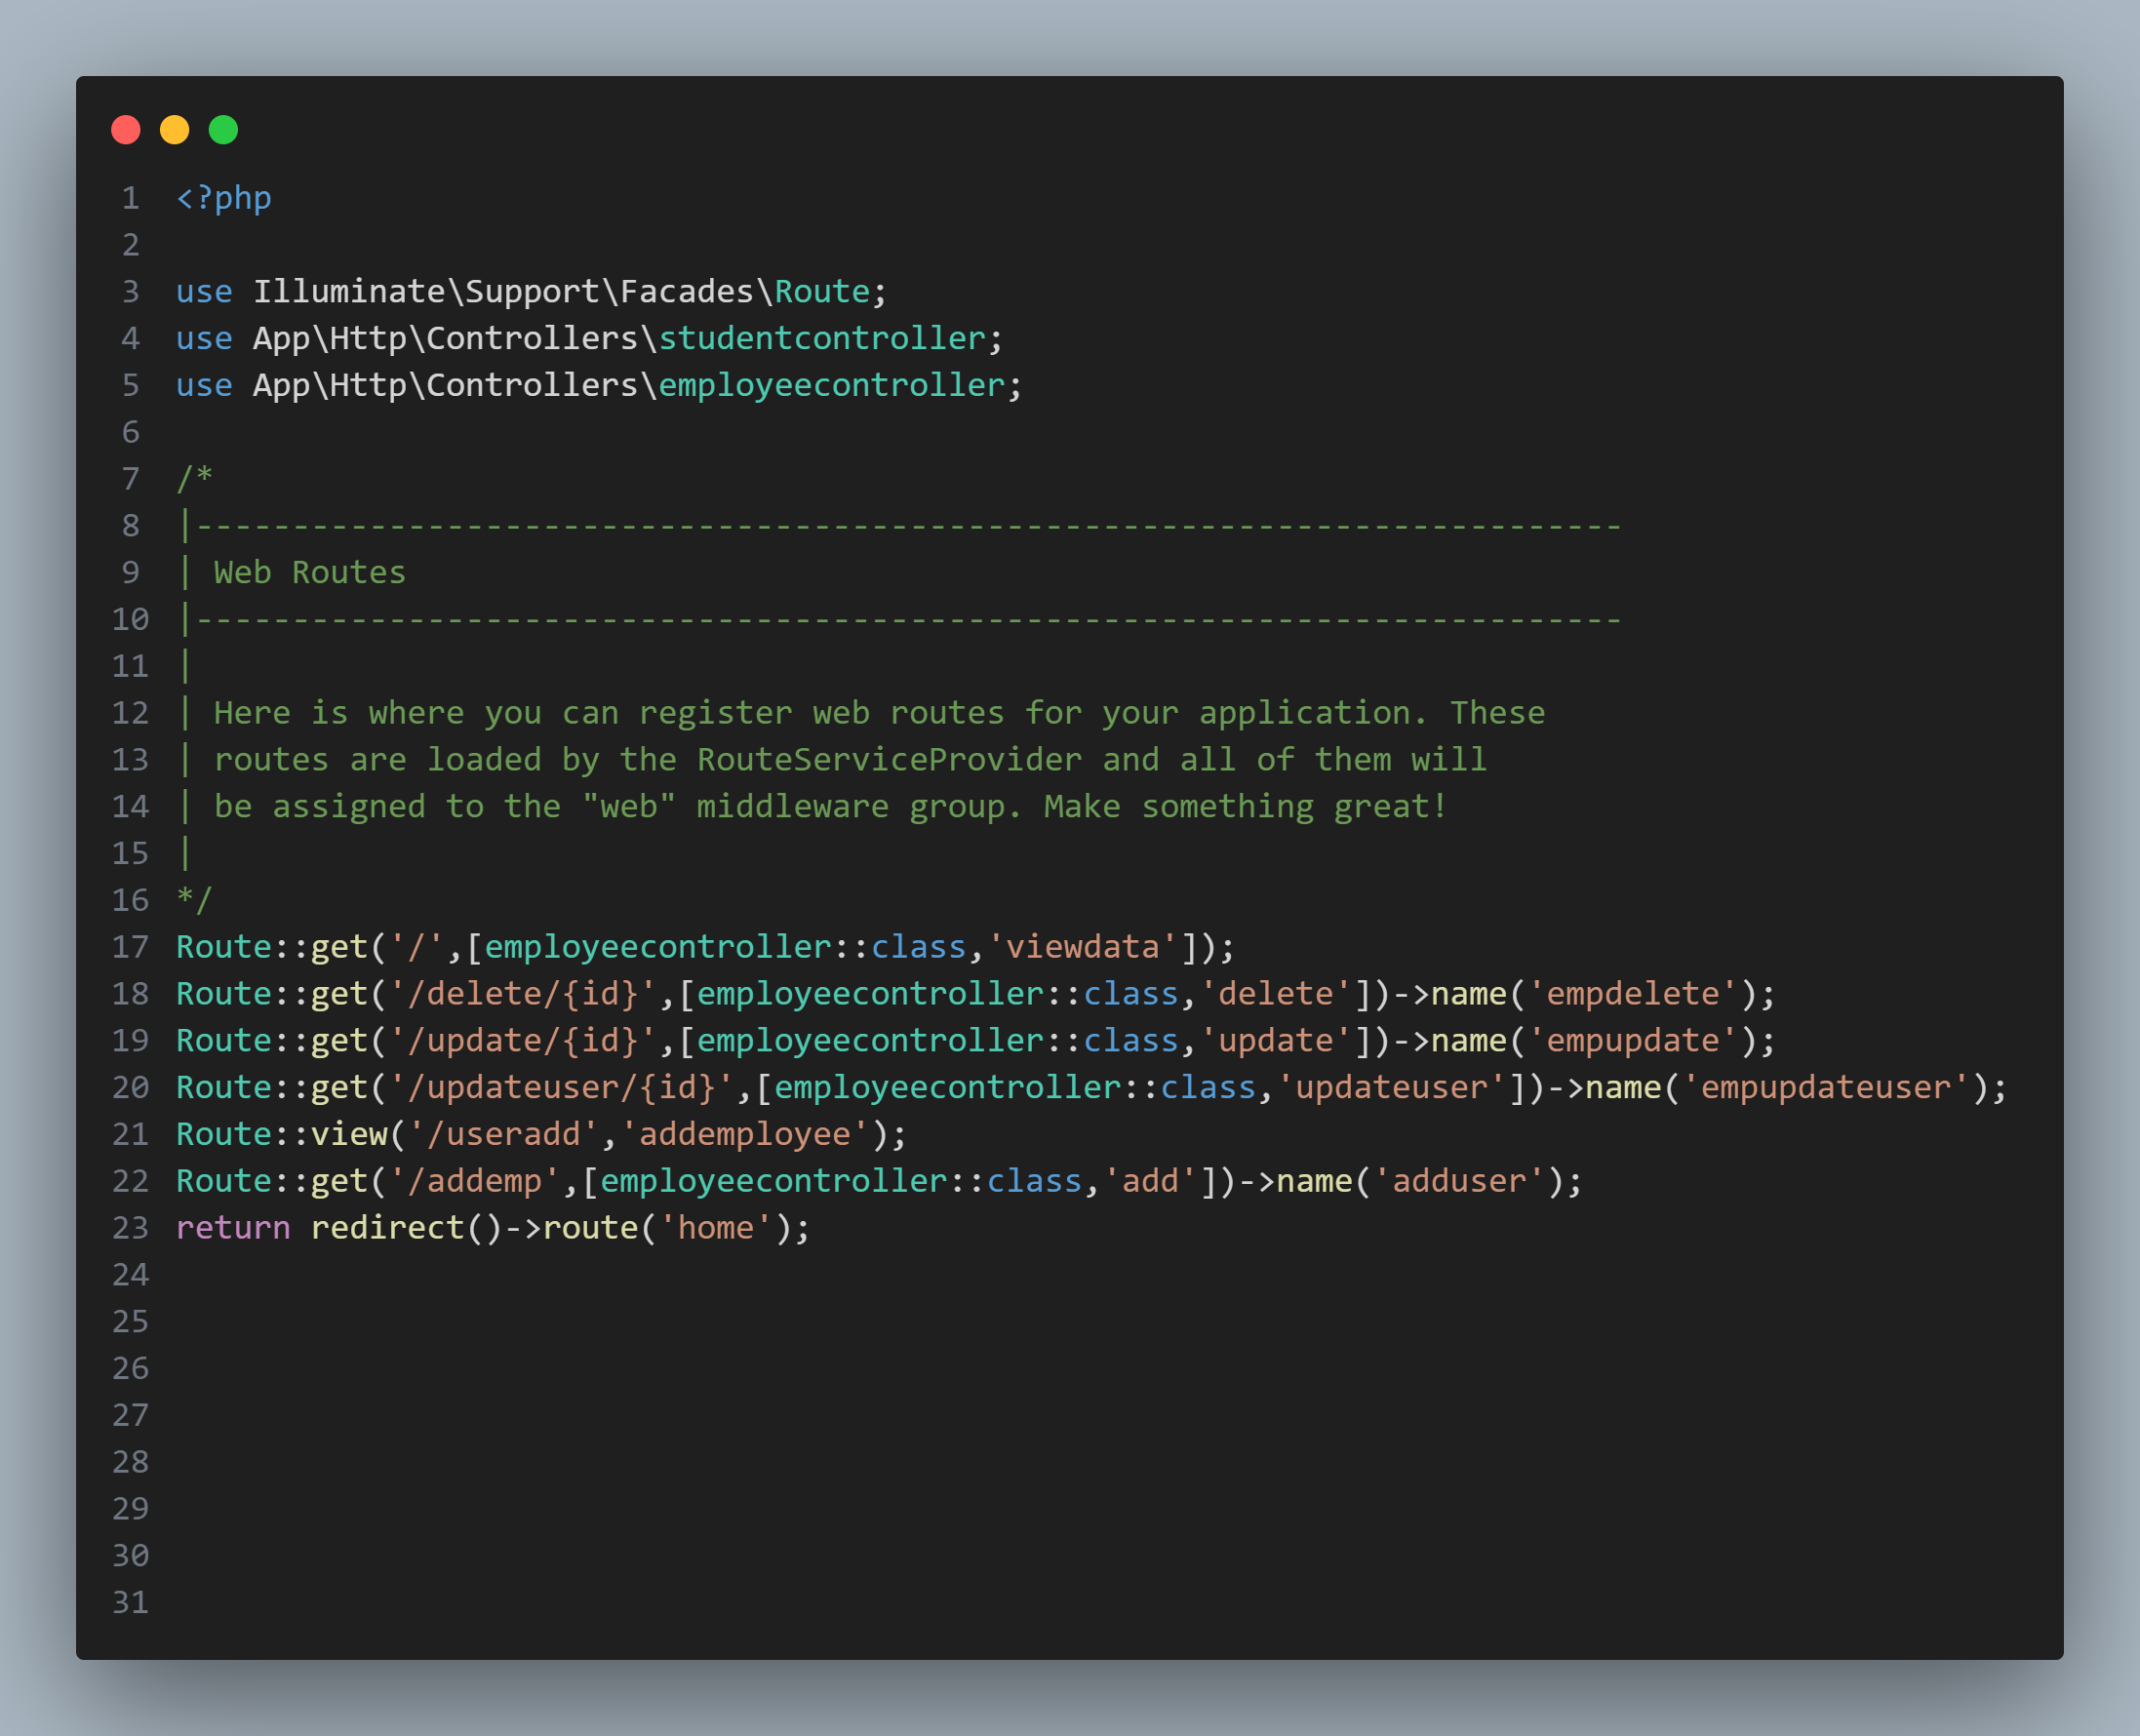 1 <?php
2
3 use Illuminate\Support\Facades\Route;
4 use App\Http\Controllers\studentcontroller;
5 use App\Http\Controllers\employeecontroller;
6
7 /*
8 |--------------------------------------------------------------------------
9 | Web Routes
10 |--------------------------------------------------------------------------
11 |
12 | Here is where you can register web routes for your application. These
13 | routes are loaded by the RouteServiceProvider and all of them will
14 | be assigned to the "web" middleware group. Make something great!
15 |
16 */
17 Route::get('/',[employeecontroller::class,'viewdata']);
18 Route::get('/delete/{id}',[employeecontroller::class,'delete'])->name('empdelete');
19 Route::get('/update/{id}',[employeecontroller::class,'update'])->name('empupdate');
20 Route::get('/updateuser/{id}',[employeecontroller::class,'updateuser'])->name('empupdateuser');
21 Route::view('/useradd','addemployee');
22 Route::get('/addemp',[employeecontroller::class,'add'])->name('adduser');
23 return redirect()->route('home');
24
25
26
27
28
29
30
31